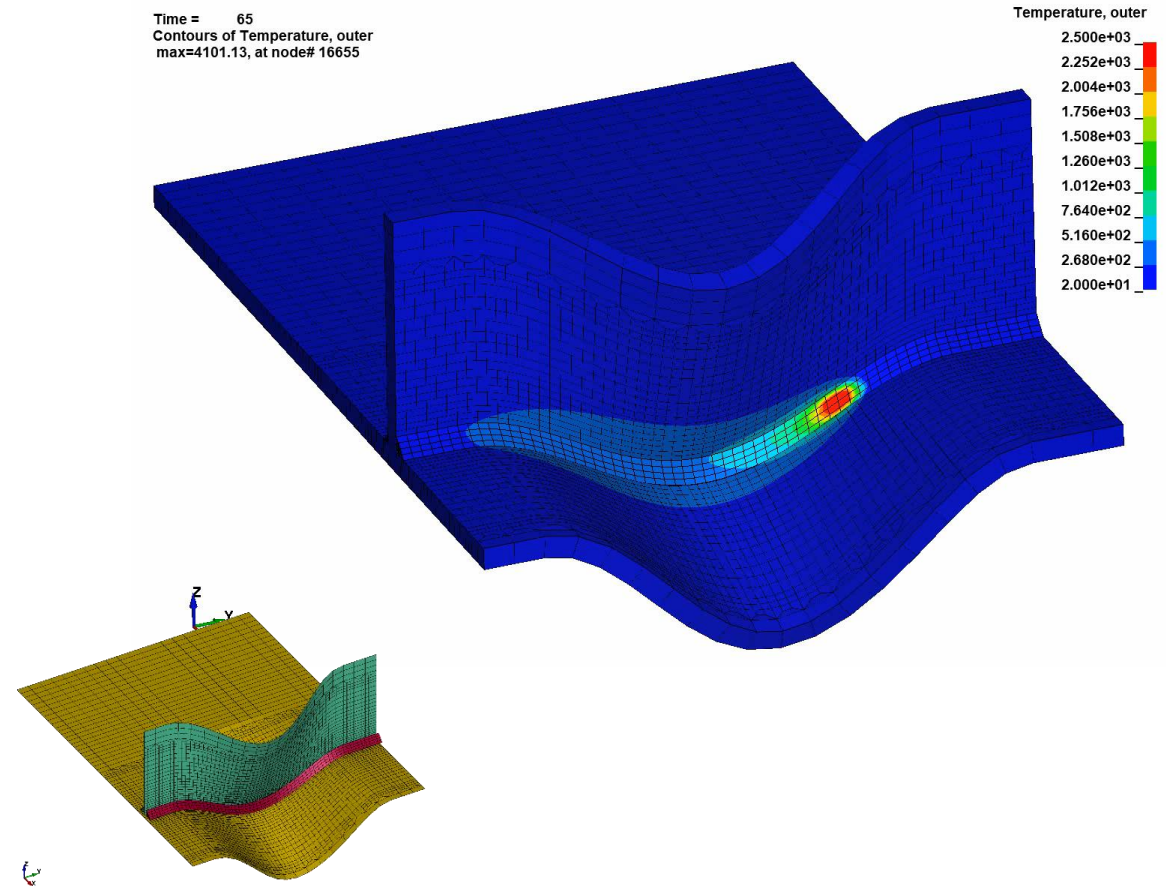 Time = 65
Contours of Temperature, outer
max=4101.13, at node# 16655
Temperature, outer
2.500e+03
2.252e+03
2.004e+03
1.756e+03
1.508e+03
1.260e+03
1.012e+03
7.640e+02
5.160e+02
2.680e+02
2.000e+01
Z
Y
Z
Y
X